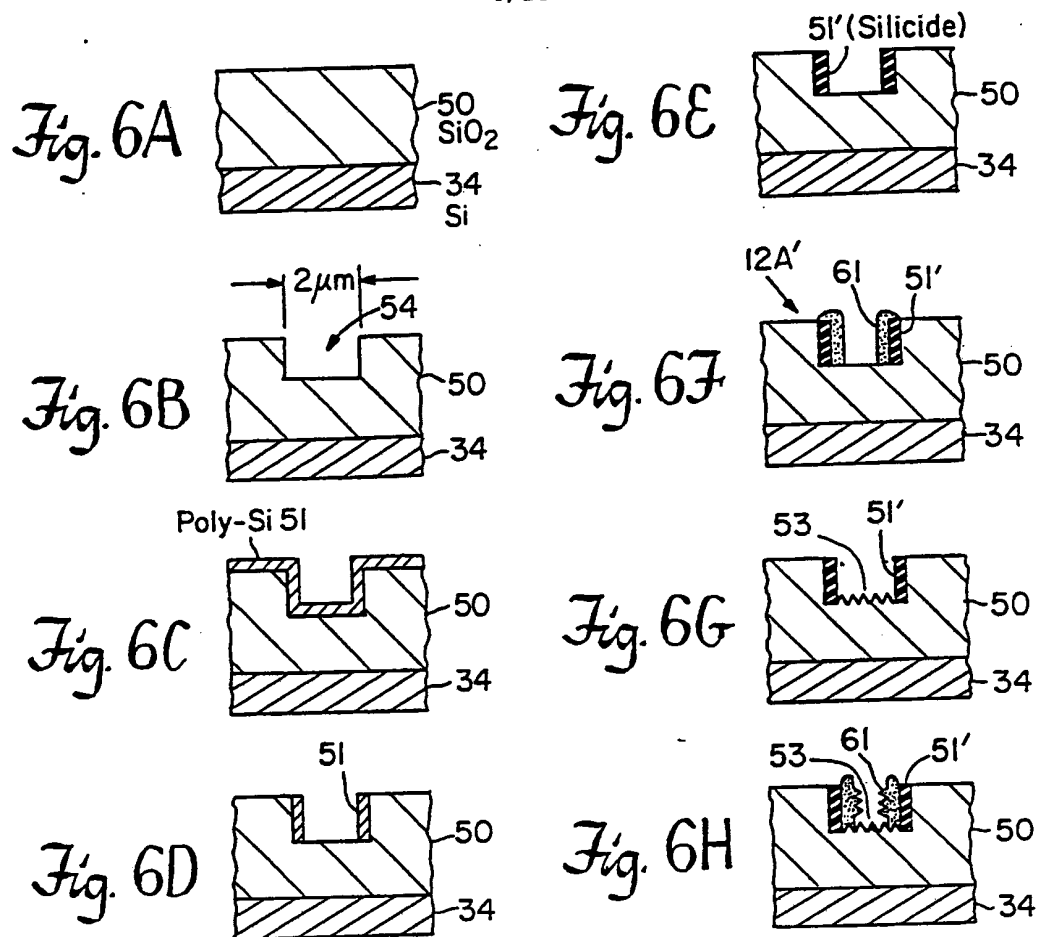 Fig. 6A
50
SiO2
34
Si
Fig. 6B
2μm
54
50
34
Fig. 6C
Poly-Si 51
50
34
Fig. 6D
51
50
34
Fig. 6E
51' (Silicide)
50
34
Fig. 6F
12A'
61
51'
50
34
Fig. 6G
53
51'
50
34
Fig. 6H
53
61
51'
50
34